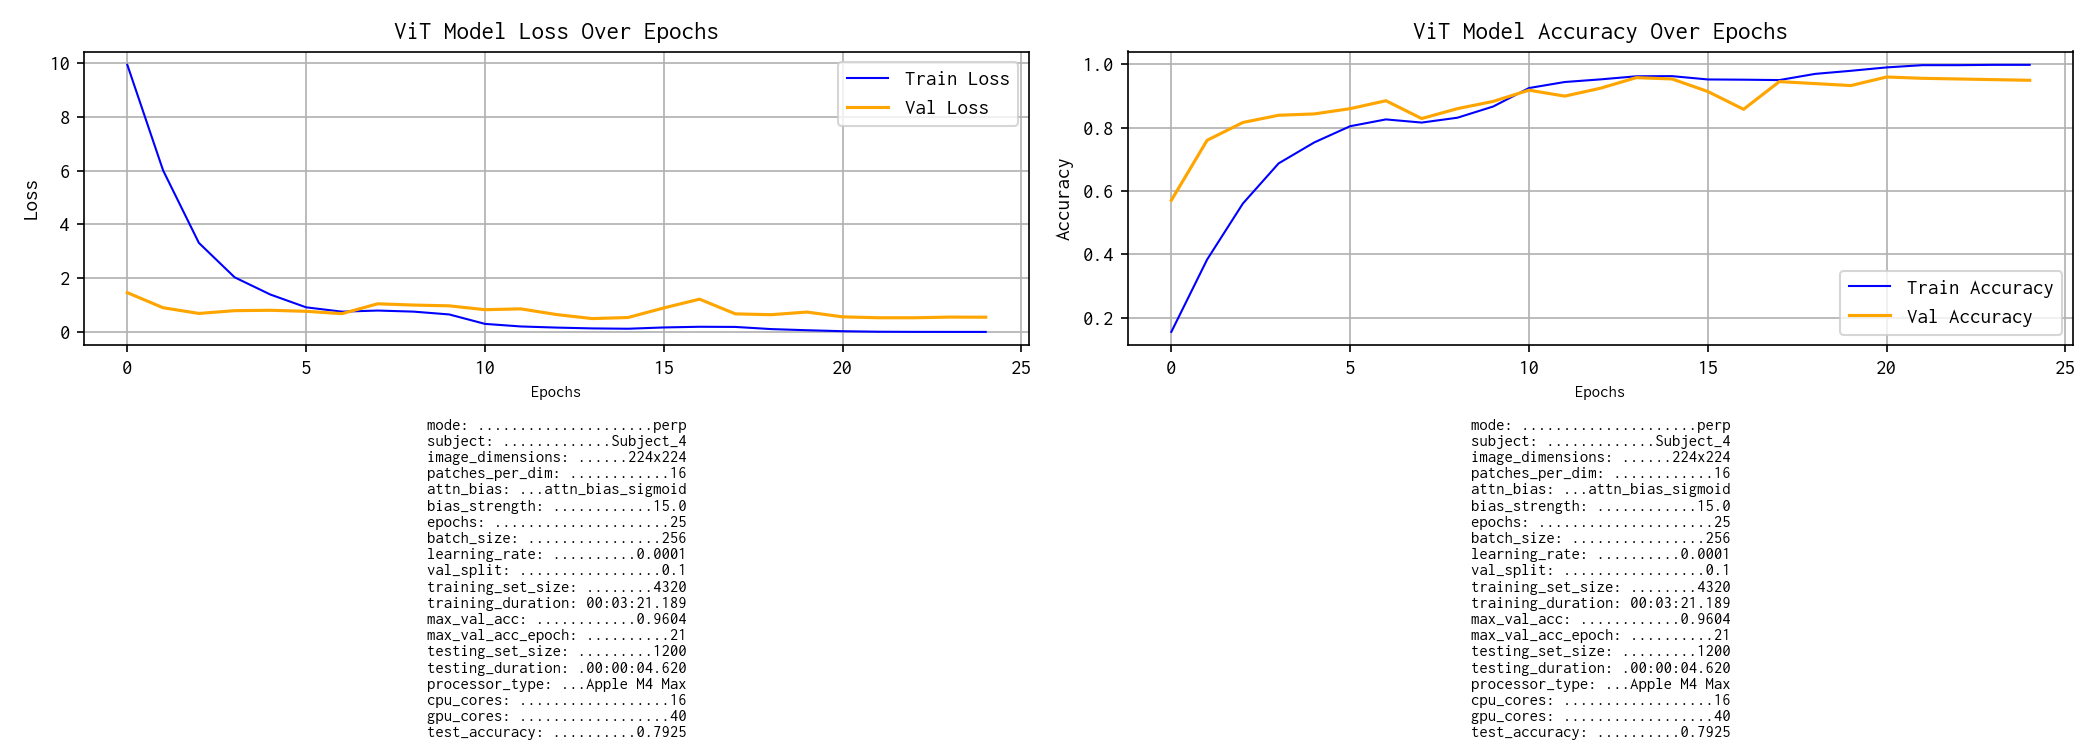 ViT Model Loss Over Epochs
10
8
6
4
2
0
Loss
Train Loss
Val Loss
0 5 10 15 20 25
Epochs
mode: .....................perp
subject: .............Subject_4
image_dimensions: ......224x224
patches_per_dim: ............16
attn_bias: ...attn_bias_sigmoid
bias_strength: ............15.0
epochs: .....................25
batch_size: ................256
learning_rate: ..........0.0001
val_split: .................0.1
training_set_size: ........4320
training_duration: 00:03:21.189
max_val_acc: ............0.9604
max_val_acc_epoch: ..........21
testing_set_size: .........1200
testing_duration: .00:00:04.620
processor_type: ...Apple M4 Max
cpu_cores: ..................16
gpu_cores: ..................40
test_accuracy: ..........0.7925
ViT Model Accuracy Over Epochs
1.0
0.8
0.6
0.4
0.2
Accuracy
Train Accuracy
Val Accuracy
0 5 10 15 20 25
Epochs
mode: .....................perp
subject: .............Subject_4
image_dimensions: ......224x224
patches_per_dim: ............16
attn_bias: ...attn_bias_sigmoid
bias_strength: ............15.0
epochs: .....................25
batch_size: ................256
learning_rate: ..........0.0001
val_split: .................0.1
training_set_size: ........4320
training_duration: 00:03:21.189
max_val_acc: ............0.9604
max_val_acc_epoch: ..........21
testing_set_size: .........1200
testing_duration: .00:00:04.620
processor_type: ...Apple M4 Max
cpu_cores: ..................16
gpu_cores: ..................40
test_accuracy: ..........0.7925